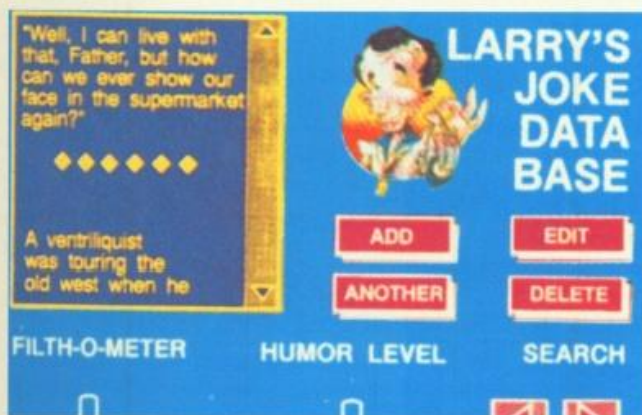 "Well, I can live with
that, Father, but how
can we ever show our
face in the supermarket
again?"
A ventriliquist
was touring the
old west when he
LARRY'S
JOKE
DATA
BASE
ADD
EDIT
ANOTHER
DELETE
FILTH-O-METER
HUMOR LEVEL
SEARCH